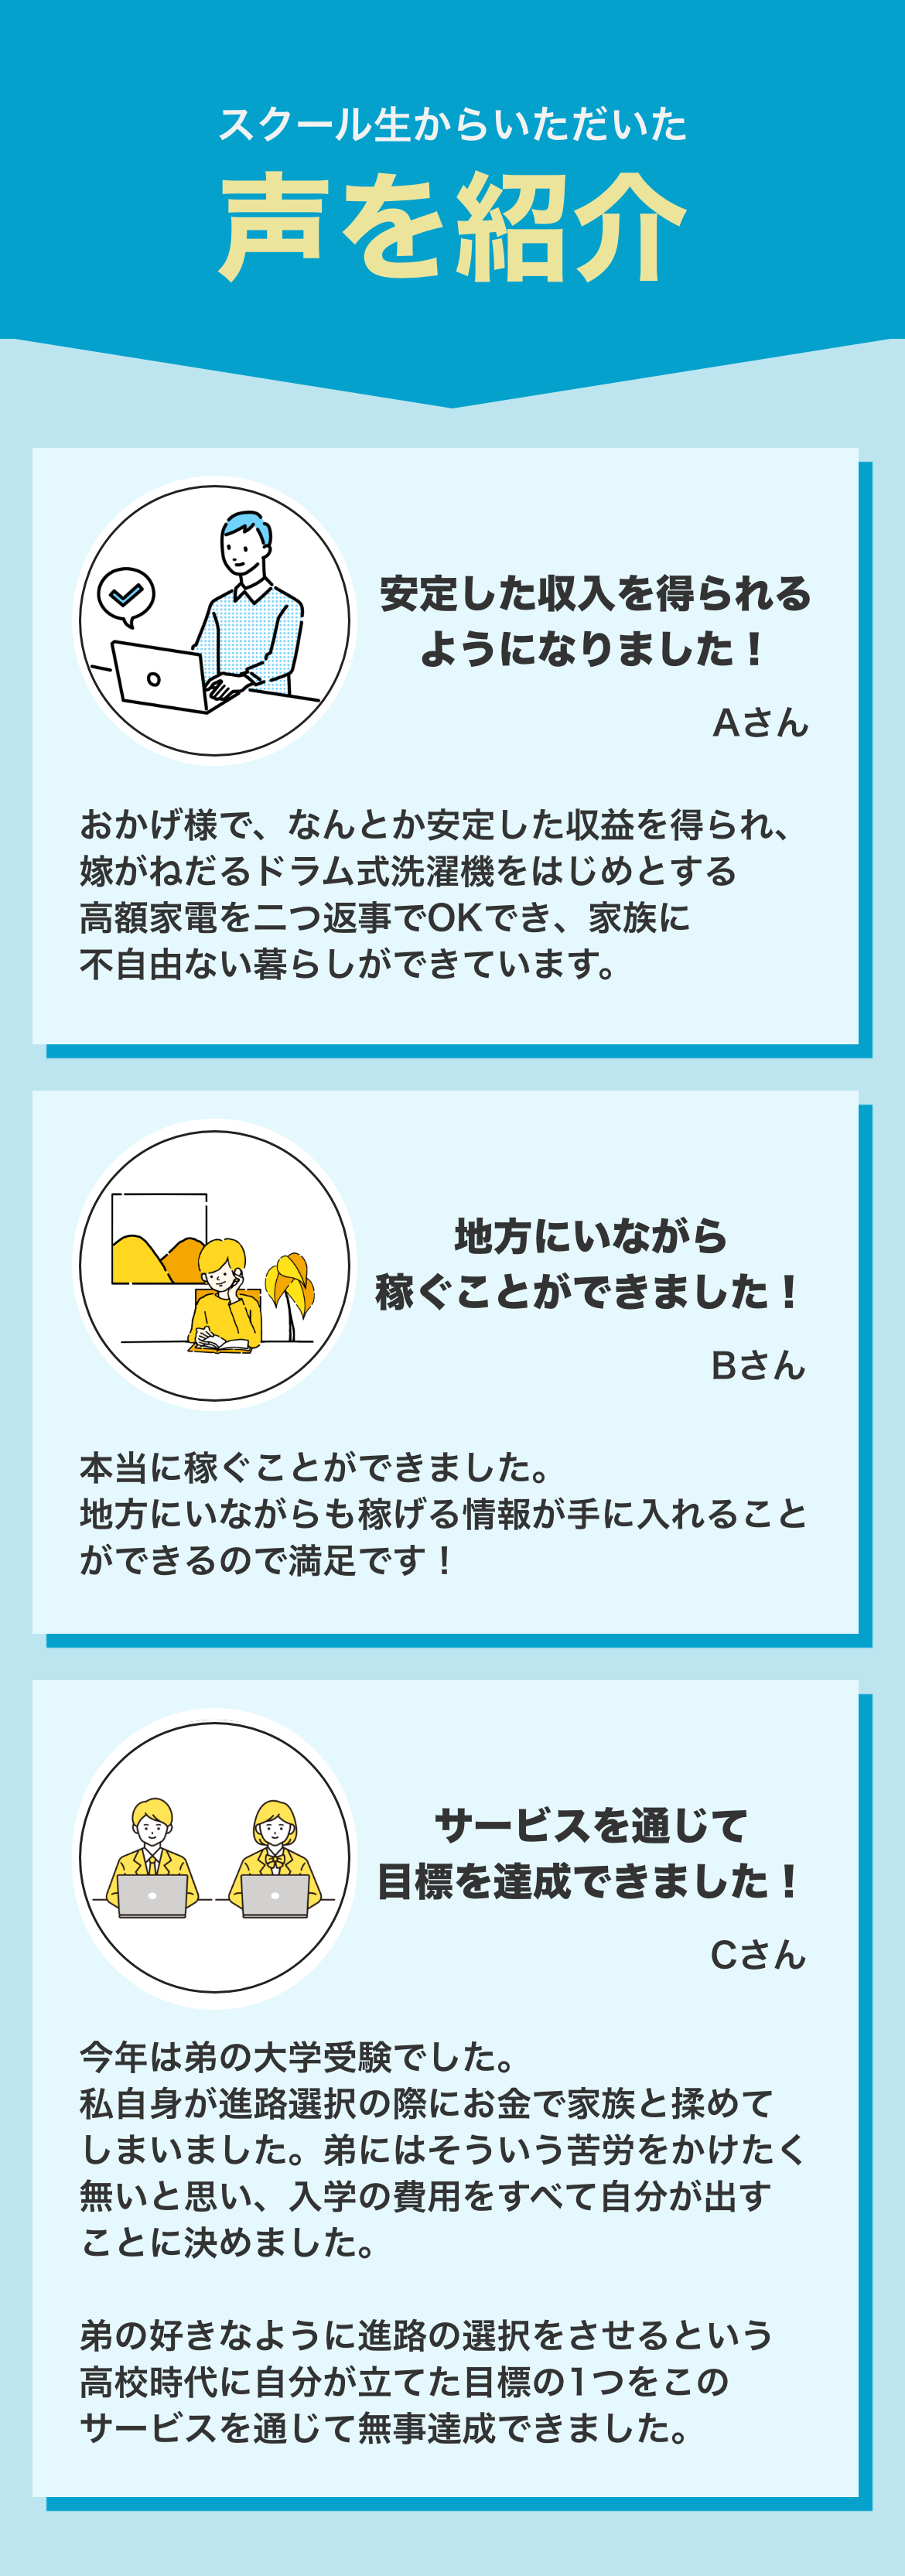 スクール生からいただいた
声を紹介
安定した収入を得られる
ようになりました！
Aさん
おかげ様で、なんとか安定した収益を得られ、
嫁がねだるドラム式洗濯機をはじめとする
高額家電を二つ返事でOKでき、家族に
不自由ない暮らしができています。
地方にいながら
稼ぐことができました！
Bさん
本当に稼ぐことができました。
地方にいながらも稼げる情報が手に入れること
ができるので満足です！
サービスを通じて
目標を達成できました！
Cさん
今年は弟の大学受験でした。
私自身が進路選択の際にお金で家族と揉めて
しまいました。弟にはそういう苦労をかけたく
無いと思い、入学の費用をすべて自分が出す
ことに決めました。
弟の好きなように進路の選択をさせるという
高校時代に自分が立てた目標の1つをこの
サービスを通じて無事達成できました。